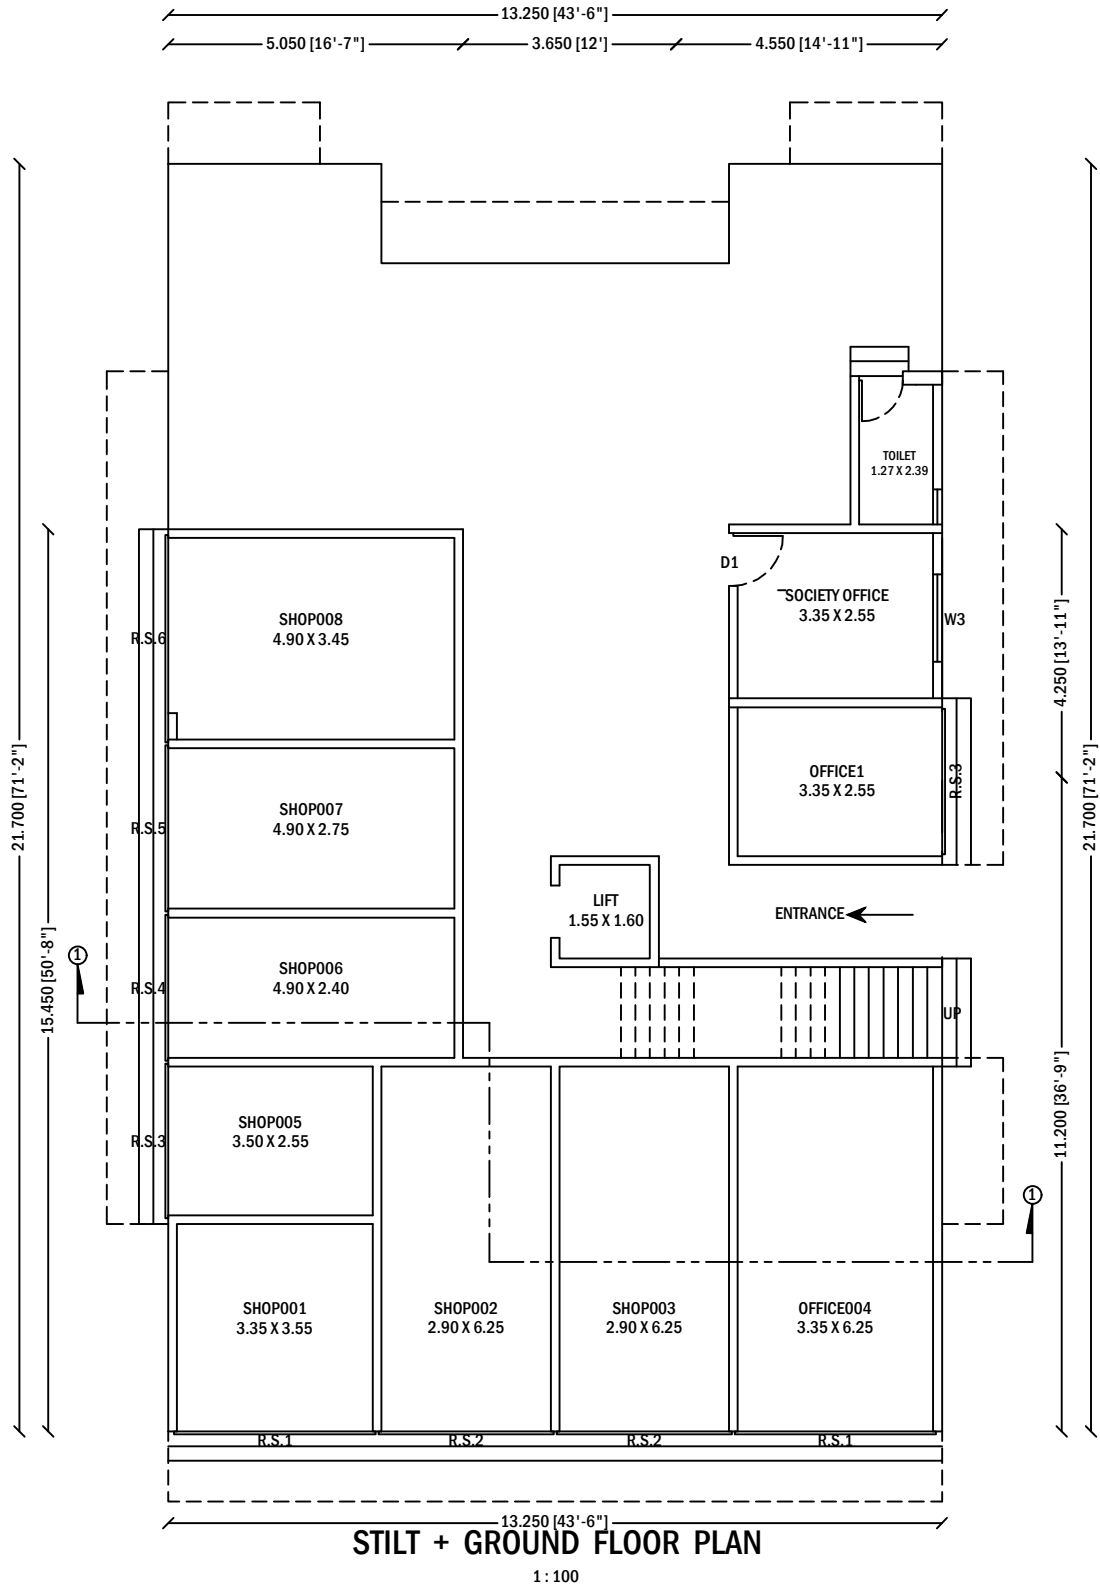 13.250 [43'-6"]
5.050 [16'-7"]
3.650 [12']
4.550 [14'-11"]
TOILET
1.27 X 2.39
D1
SOCIETY OFFICE
3.35 X 2.55
W3
SHOP008
4.90 X 3.45
R.S.6
4.250 [13'-11"]
21.700 [71'-2"]
21.700 [71'-2"]
OFFICE1
3.35 X 2.55
R.S.3
SHOP007
4.90 X 2.75
R.S.5
LIFT
1.55 X 1.60
ENTRANCE
15.450 [50'-8"]
1
SHOP006
4.90 X 2.40
R.S.4
UP
11.200 [36'-9"]
SHOP005
3.50 X 2.55
R.S.3
1
SHOP001
3.35 X 3.55
SHOP002
2.90 X 6.25
SHOP003
2.90 X 6.25
OFFICE004
3.35 X 6.25
R.S.1
R.S.2
R.S.2
R.S.1
13.250 [43'-6"]
STILT + GROUND FLOOR PLAN
1 : 100